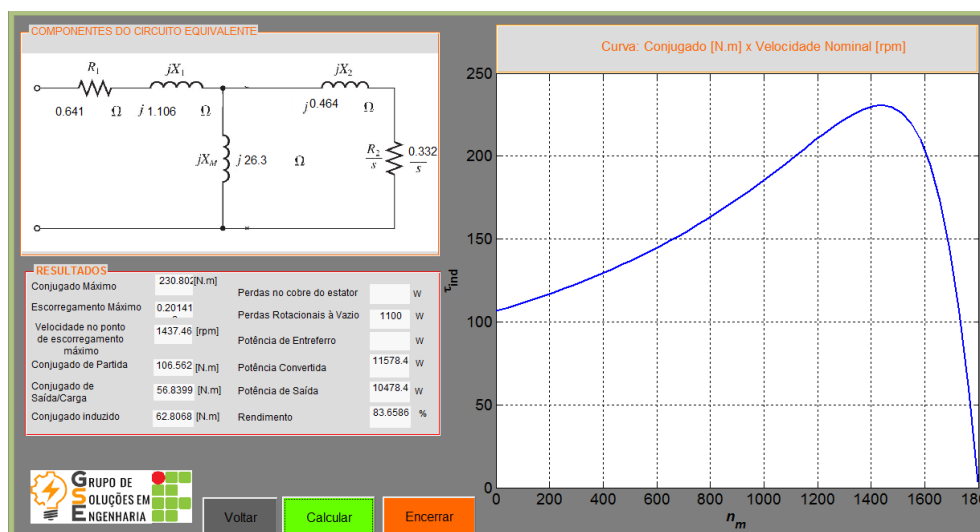 COMPONENTES DO CIRCUITO EQUIVALENTE
R1 jX1 jX2
0.641 Ω j 1.106 Ω j 0.464 Ω
jXM j 26.3 Ω R2/s 0.332/s
RESULTADOS
Conjugado Máximo 230.802 [N.m]
Escorregamento Máximo 0.20141
Velocidade no ponto
de escorregamento
máximo
1437.46 [rpm]
Conjugado de Partida 106.562 [N.m]
Conjugado de
Saída/Carga
56.8399 [N.m]
Conjugado induzido 62.8068 [N.m]
Perdas no cobre do estator W
Perdas Rotacionais à Vazio 1100 W
Potência de Entreferro W
Potência Convertida 11578.4 W
Potência de Saída 10478.4 W
Rendimento 83.6586 %
GRUPO DE
SOLUÇÕES EM
ENGENHARIA
Voltar
Calcular
Encerrar
Curva: Conjugado [N.m] x Velocidade Nominal [rpm]
250
200
150
τind
100
50
0
0 200 400 600 800 1000 1200 1400 1600
nm